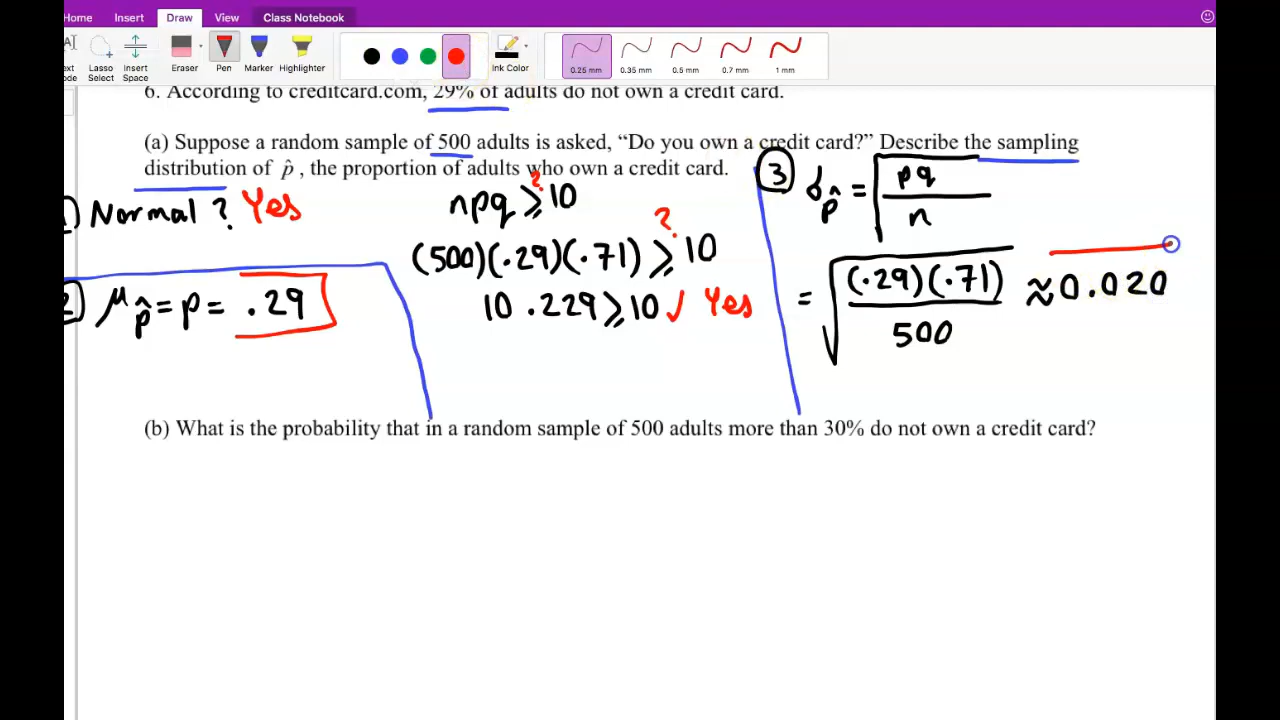 Home Insert Draw View Class Notebook
Lasso Select Insert Space Eraser Pen Marker Highlighter Ink Color 0.25 mm 0.35 mm 0.5 mm 0.7 mm 1 mm
6. According to creditcard.com, 29% of adults do not own a credit card.
(a) Suppose a random sample of 500 adults is asked, “Do you own a credit card?” Describe the sampling
distribution of p̂ , the proportion of adults who own a credit card.
1) Normal ? Yes
2) μp̂ = p = .29
npq ≥? 10
(500)(.29)(.71) ≥? 10
10.229 ≥ 10 ✓ Yes
3 σp̂ = √(pq/n)
= √((.29)(.71)/500) ≈ 0.020
(b) What is the probability that in a random sample of 500 adults more than 30% do not own a credit card?